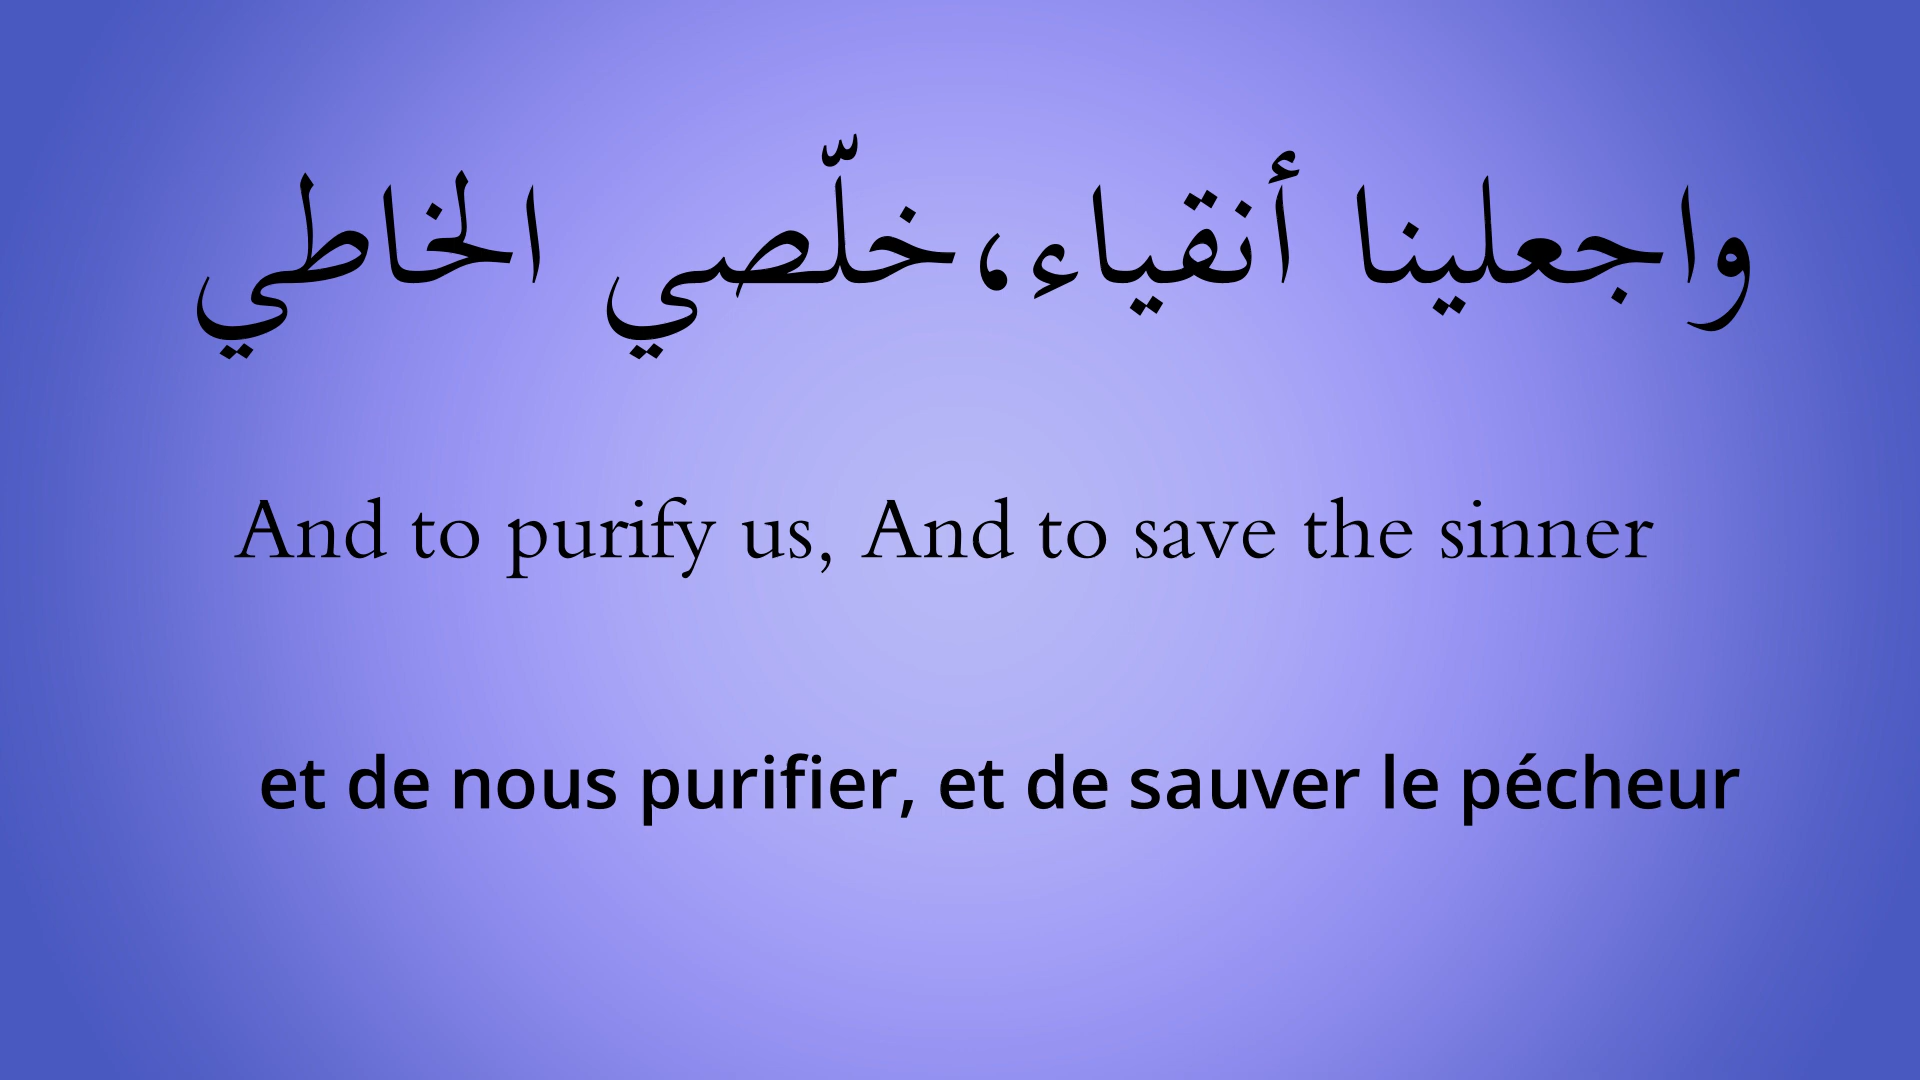 واجعلينا أنقياء،خلّصي الخاطي
And to purify us, And to save the sinner
et de nous purifier, et de sauver le pécheur